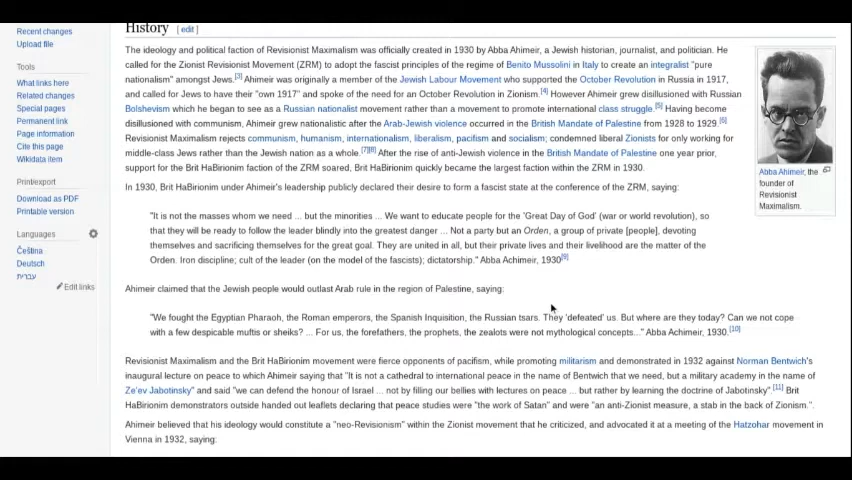 Recent changes
Upload file
Tools
What links here
Related changes
Special pages
Permanent link
Page information
Cite this page
Wikidata item
Print/export
Download as PDF
Printable version
Languages
Čeština
Deutsch
עברית
Edit links
History [ edit ]
The ideology and political faction of Revisionist Maximalism was officially created in 1930 by Abba Ahimeir, a Jewish historian, journalist, and politician. He
called for the Zionist Revisionist Movement (ZRM) to adopt the fascist principles of the regime of Benito Mussolini in Italy to create an integralist "pure
nationalism" amongst Jews.[3] Ahimeir was originally a member of the Jewish Labour Movement who supported the October Revolution in Russia in 1917,
and called for Jews to have their "own 1917" and spoke of the need for an October Revolution in Zionism.[4] However Ahimeir grew disillusioned with Russian
Bolshevism which he began to see as a Russian nationalist movement rather than a movement to promote international class struggle.[5] Having become
disillusioned with communism, Ahimeir grew nationalistic after the Arab-Jewish violence occurred in the British Mandate of Palestine from 1928 to 1929.[6]
Revisionist Maximalism rejects communism, humanism, internationalism, liberalism, pacifism and socialism; condemned liberal Zionists for only working for
middle-class Jews rather than the Jewish nation as a whole.[7][8] After the rise of anti-Jewish violence in the British Mandate of Palestine one year prior,
support for the Brit HaBirionim faction of the ZRM soared, Brit HaBirionim quickly became the largest faction within the ZRM in 1930.
In 1930, Brit HaBirionim under Ahimeir's leadership publicly declared their desire to form a fascist state at the conference of the ZRM, saying:
"It is not the masses whom we need ... but the minorities ... We want to educate people for the 'Great Day of God' (war or world revolution), so
that they will be ready to follow the leader blindly into the greatest danger ... Not a party but an Orden, a group of private [people], devoting
themselves and sacrificing themselves for the great goal. They are united in all, but their private lives and their livelihood are the matter of the
Orden. Iron discipline; cult of the leader (on the model of the fascists); dictatorship." Abba Achimeir, 1930[9]
Ahimeir claimed that the Jewish people would outlast Arab rule in the region of Palestine, saying:
"We fought the Egyptian Pharaoh, the Roman emperors, the Spanish Inquisition, the Russian tsars. They 'defeated' us. But where are they today? Can we not cope
with a few despicable muftis or sheiks? ... For us, the forefathers, the prophets, the zealots were not mythological concepts..." Abba Achimeir, 1930.[10]
Revisionist Maximalism and the Brit HaBirionim movement were fierce opponents of pacifism, while promoting militarism and demonstrated in 1932 against Norman Bentwich's
inaugural lecture on peace to which Ahimeir saying that "It is not a cathedral to international peace in the name of Bentwich that we need, but a military academy in the name of
Ze'ev Jabotinsky" and said "we can defend the honour of Israel ... not by filling our bellies with lectures on peace ... but rather by learning the doctrine of Jabotinsky".[11] Brit
HaBirionim demonstrators outside handed out leaflets declaring that peace studies were "the work of Satan" and were "an anti-Zionist measure, a stab in the back of Zionism.".
Ahimeir believed that his ideology would constitute a "neo-Revisionism" within the Zionist movement that he criticized, and advocated it at a meeting of the Hatzohar movement in
Vienna in 1932, saying:
Abba Ahimeir, the
founder of
Revisionist
Maximalism.